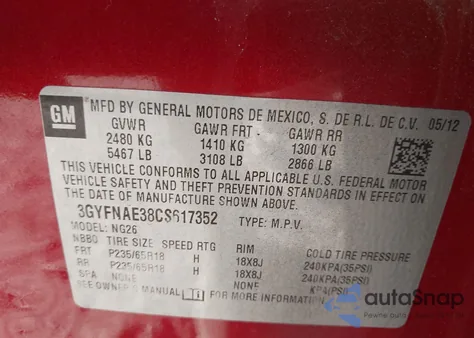 GM
MFD BY GENERAL MOTORS DE MEXICO, S. DE R.L. DE C.V. 05/12
GVWR GAWR FRT - GAWR RR
2480 KG 1410 KG 1300 KG
5467 LB 3108 LB 2866 LB
THIS VEHICLE CONFORMS TO ALL APPLICABLE U.S. FEDERAL MOTOR
VEHICLE SAFETY AND THEFT PREVENTION STANDARDS IN EFFECT ON
THE DATE OF MANUFACTURE SHOWN ABOVE.
3GYFNAE38CS617352 TYPE: M.P.V.
MODEL: NG26
NBBD TIRE SIZE SPEED RTG RIM COLD TIRE PRESSURE
FRT P235/65R18 H 18X8J 240KPA(35PSI)
RR P235/65R18 H 18X8J 240KPA(35PSI)
SPA NONE NONE KPA(PSI)
SEE OWNER'S MANUAL FOR MORE INFORMATION
autoSnap